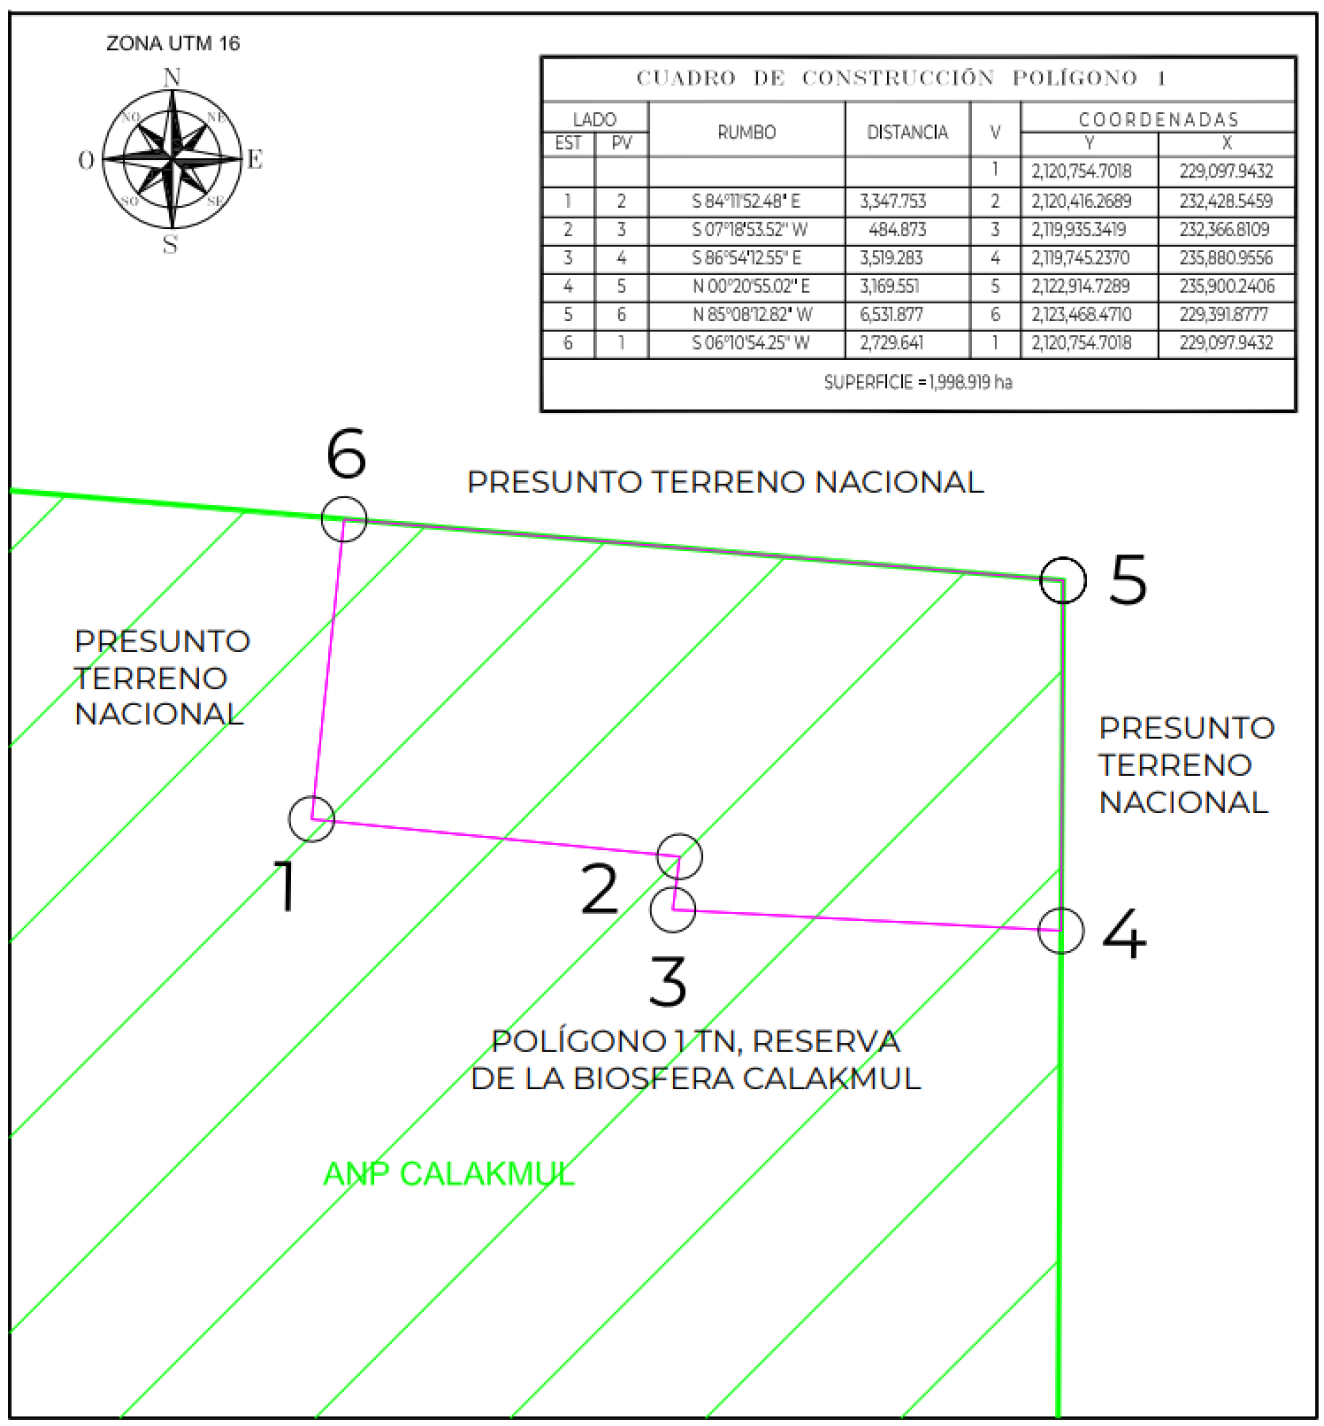 ZONA UTM 16
N
NO NE
O E
SO SE
S
CUADRO DE CONSTRUCCIÓN POLÍGONO 1
LADO RUMBO DISTANCIA V COORDENADAS
EST PV Y X
1 2,120,754.7018 229,097.9432
1 2 S 84°11'52.48" E 3,347.753 2 2,120,416.2689 232,428.5459
2 3 S 07°18'53.52" W 484.873 3 2,119,935.3419 232,366.8109
3 4 S 86°54'12.55" E 3,519.283 4 2,119,745.2370 235,880.9556
4 5 N 00°20'55.02" E 3,169.551 5 2,122,914.7289 235,900.2406
5 6 N 85°08'12.82" W 6,531.877 6 2,123,468.4710 229,391.8777
6 1 S 06°10'54.25" W 2,729.641 1 2,120,754.7018 229,097.9432
SUPERFICIE = 1,998.919 ha
6
PRESUNTO TERRENO NACIONAL
5
PRESUNTO
TERRENO
NACIONAL
PRESUNTO
TERRENO
NACIONAL
1
2
4
3
POLÍGONO 1 TN, RESERVA
DE LA BIOSFERA CALAKMUL
ANP CALAKMUL